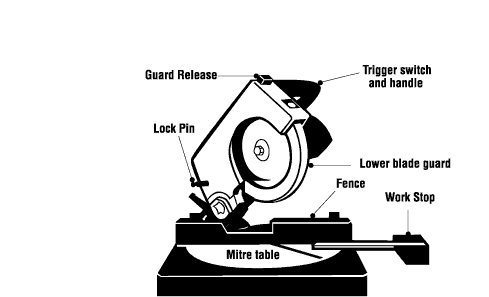 Guard Release
Trigger switch
and handle
Lock Pin
Lower blade guard
Fence
Work Stop
Mitre table